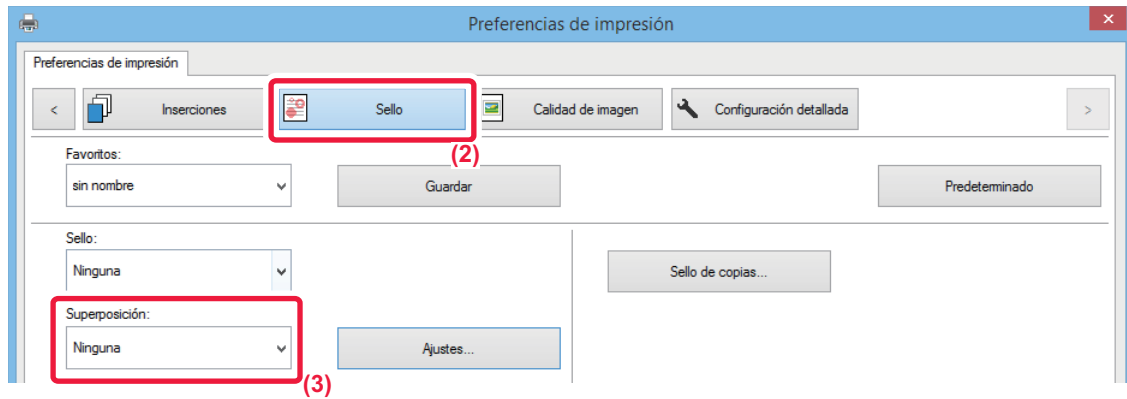 Preferencias de impresión
Preferencias de impresión
< Inserciones Sello Calidad de imagen Configuración detallada >
(2)
Favoritos:
sin nombre Guardar Predeterminado
Sello:
Ninguna Sello de copias...
Superposición:
Ninguna Ajustes...
(3)